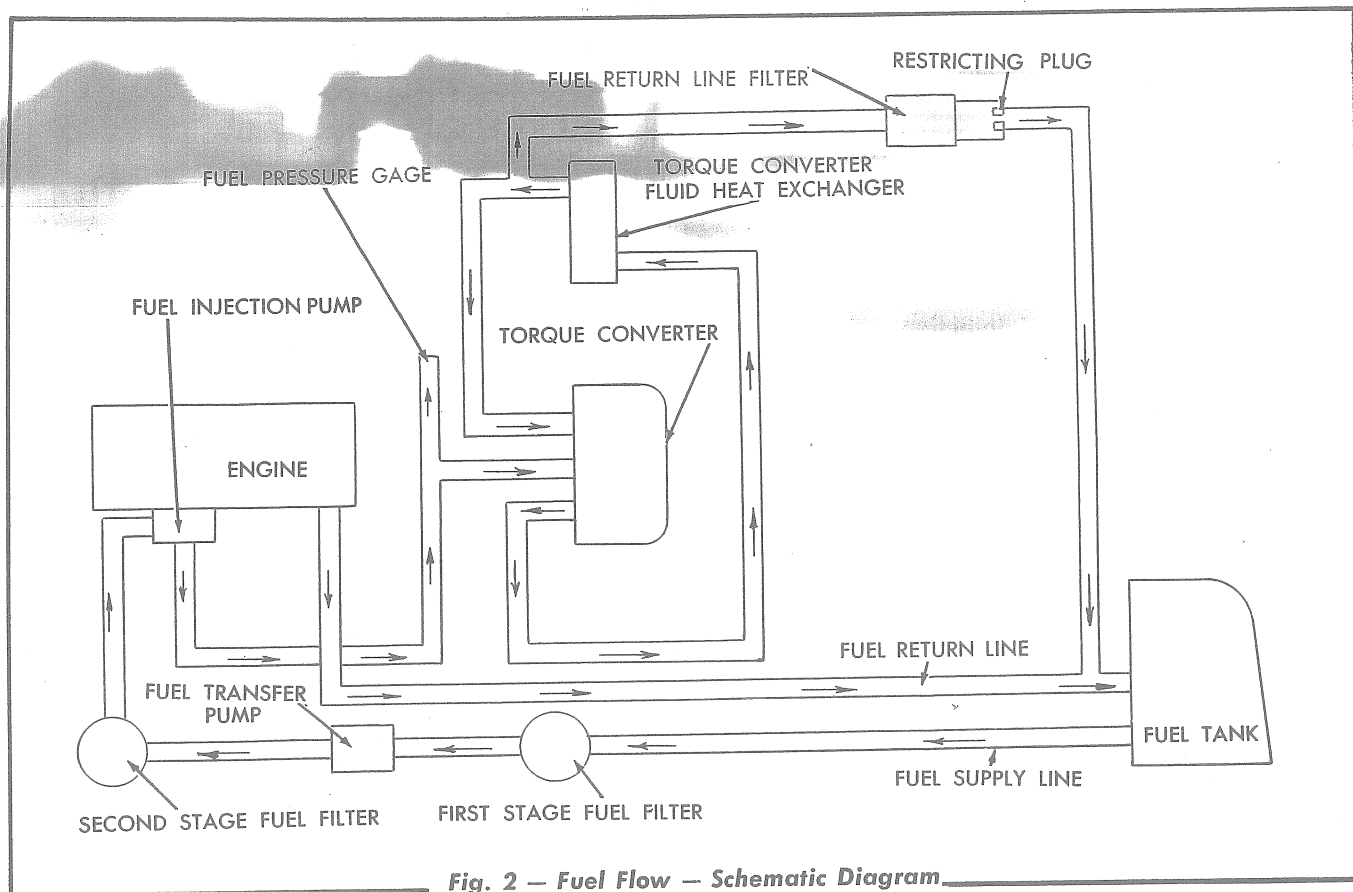 RESTRICTING PLUG
FUEL RETURN LINE FILTER
TORQUE CONVERTER
FLUID HEAT EXCHANGER
FUEL PRESSURE GAGE
FUEL INJECTION PUMP
TORQUE CONVERTER
ENGINE
FUEL RETURN LINE
FUEL TRANSFER
PUMP
FUEL TANK
FUEL SUPPLY LINE
FIRST STAGE FUEL FILTER
SECOND STAGE FUEL FILTER
Fig. 2 — Fuel Flow — Schematic Diagram